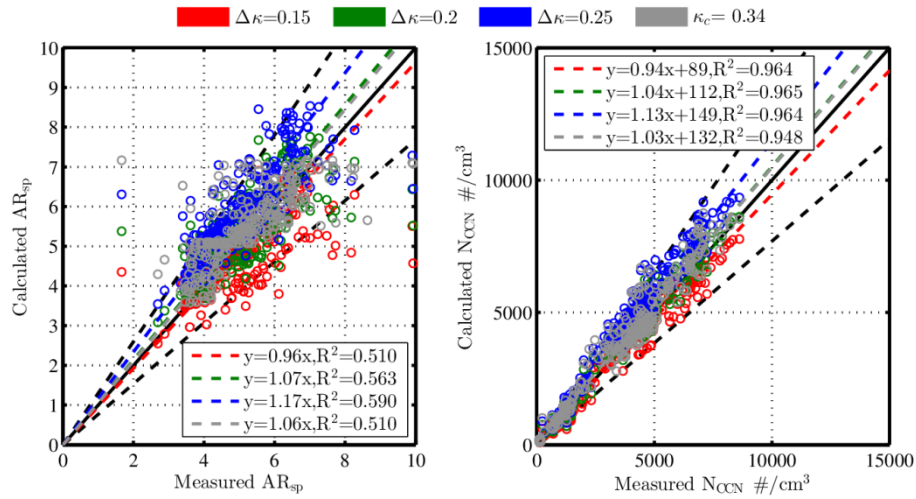 Δκ=0.15 Δκ=0.2 Δκ=0.25 κc= 0.34
10
9
8
7
6
5
4
3
2
1
0
Calculated ARsp
y=0.96x,R²=0.510
y=1.07x,R²=0.563
y=1.17x,R²=0.590
y=1.06x,R²=0.510
0 2 4 6 8 10
Measured ARsp
15000
10000
5000
0
Calculated NCCN #/cm³
y=0.94x+89,R²=0.964
y=1.04x+112,R²=0.965
y=1.13x+149,R²=0.964
y=1.03x+132,R²=0.948
0 5000 10000 15000
Measured NCCN #/cm³